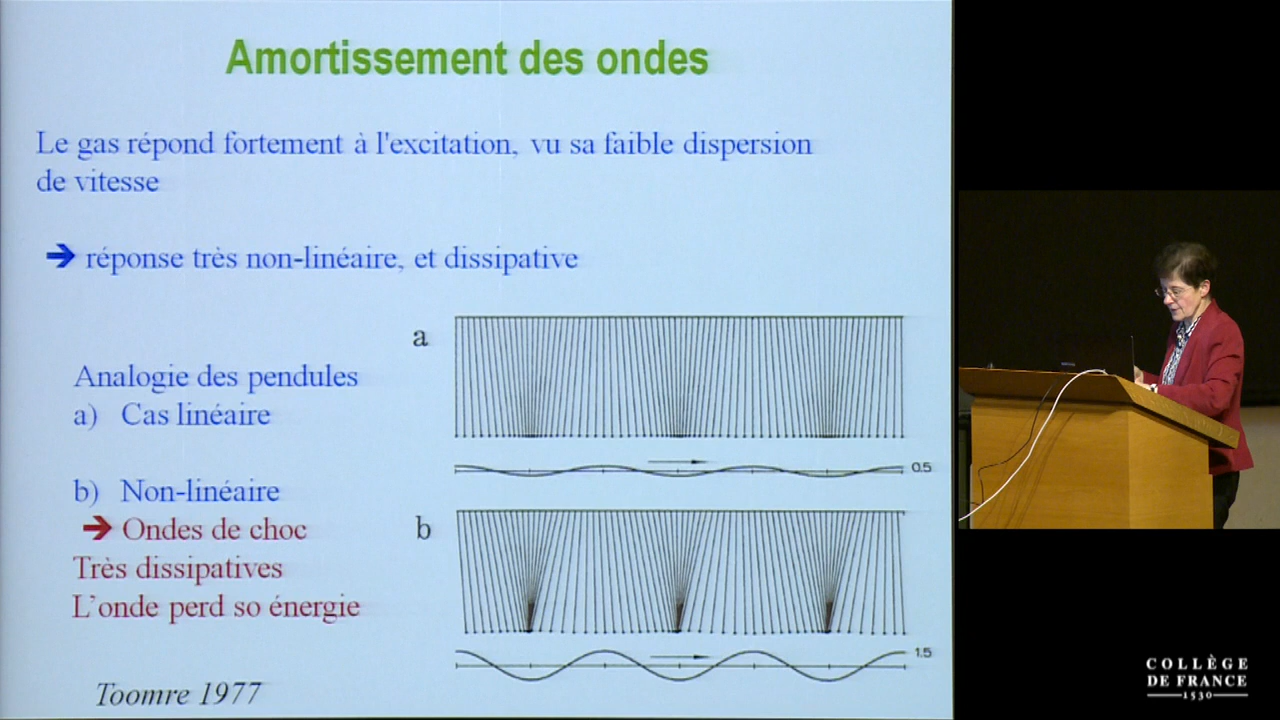 Amortissement des ondes
Le gas répond fortement à l'excitation, vu sa faible dispersion
de vitesse
➔ réponse très non-linéaire, et dissipative
a
Analogie des pendules
a) Cas linéaire
0.5
b) Non-linéaire
b
➔ Ondes de choc
Très dissipatives
L'onde perd so énergie
1.5
Toomre 1977
COLLÈGE
DE FRANCE
1530